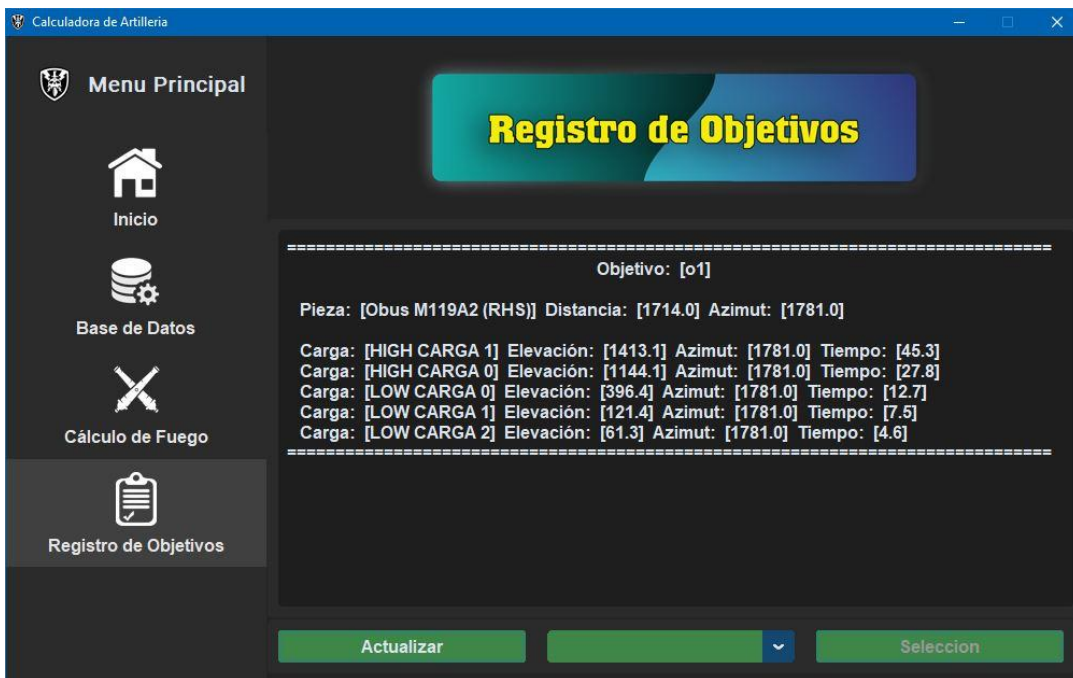 Calculadora de Artilleria
Menu Principal
Inicio
Base de Datos
Cálculo de Fuego
Registro de Objetivos
Registro de Objetivos
================================================================================
Objetivo: [o1]
Pieza: [Obus M119A2 (RHS)] Distancia: [1714.0] Azimut: [1781.0]
Carga: [HIGH CARGA 1] Elevación: [1413.1] Azimut: [1781.0] Tiempo: [45.3]
Carga: [HIGH CARGA 0] Elevación: [1144.1] Azimut: [1781.0] Tiempo: [27.8]
Carga: [LOW CARGA 0] Elevación: [396.4] Azimut: [1781.0] Tiempo: [12.7]
Carga: [LOW CARGA 1] Elevación: [121.4] Azimut: [1781.0] Tiempo: [7.5]
Carga: [LOW CARGA 2] Elevación: [61.3] Azimut: [1781.0] Tiempo: [4.6]
================================================================================
Actualizar
Seleccion